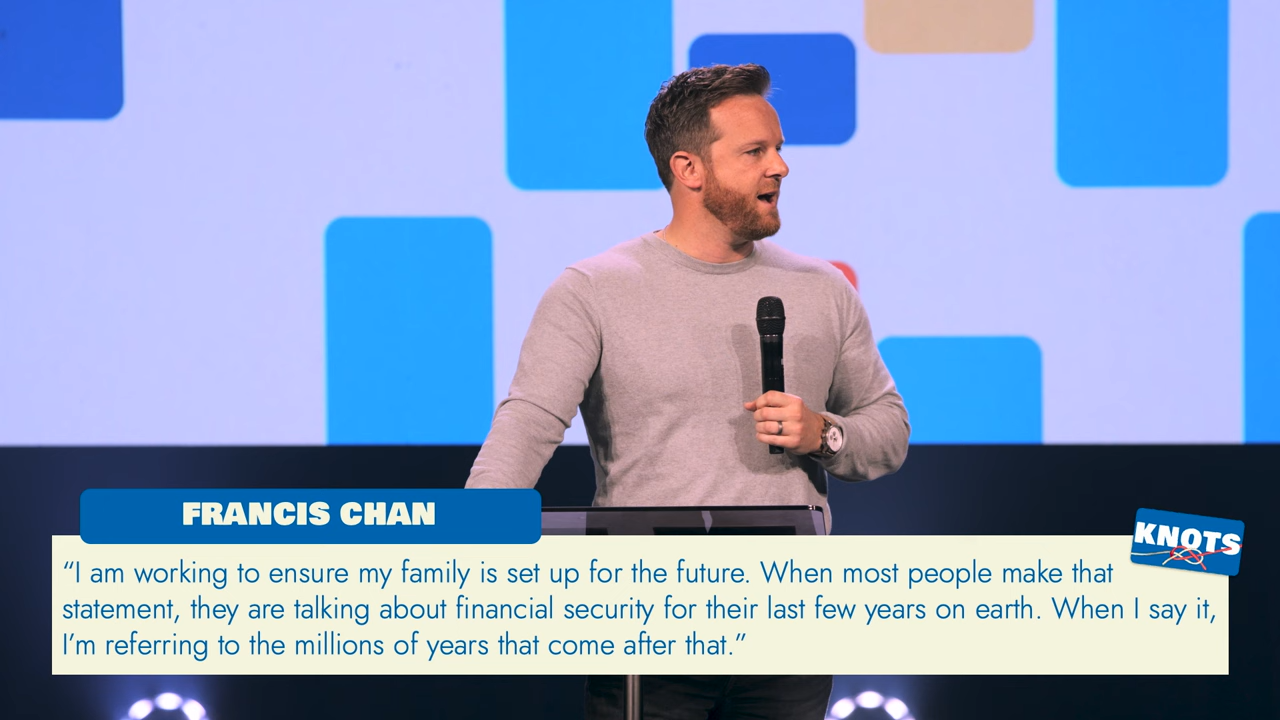 FRANCIS CHAN
KNOTS
“I am working to ensure my family is set up for the future. When most people make that
statement, they are talking about financial security for their last few years on earth. When I say it,
I’m referring to the millions of years that come after that.”